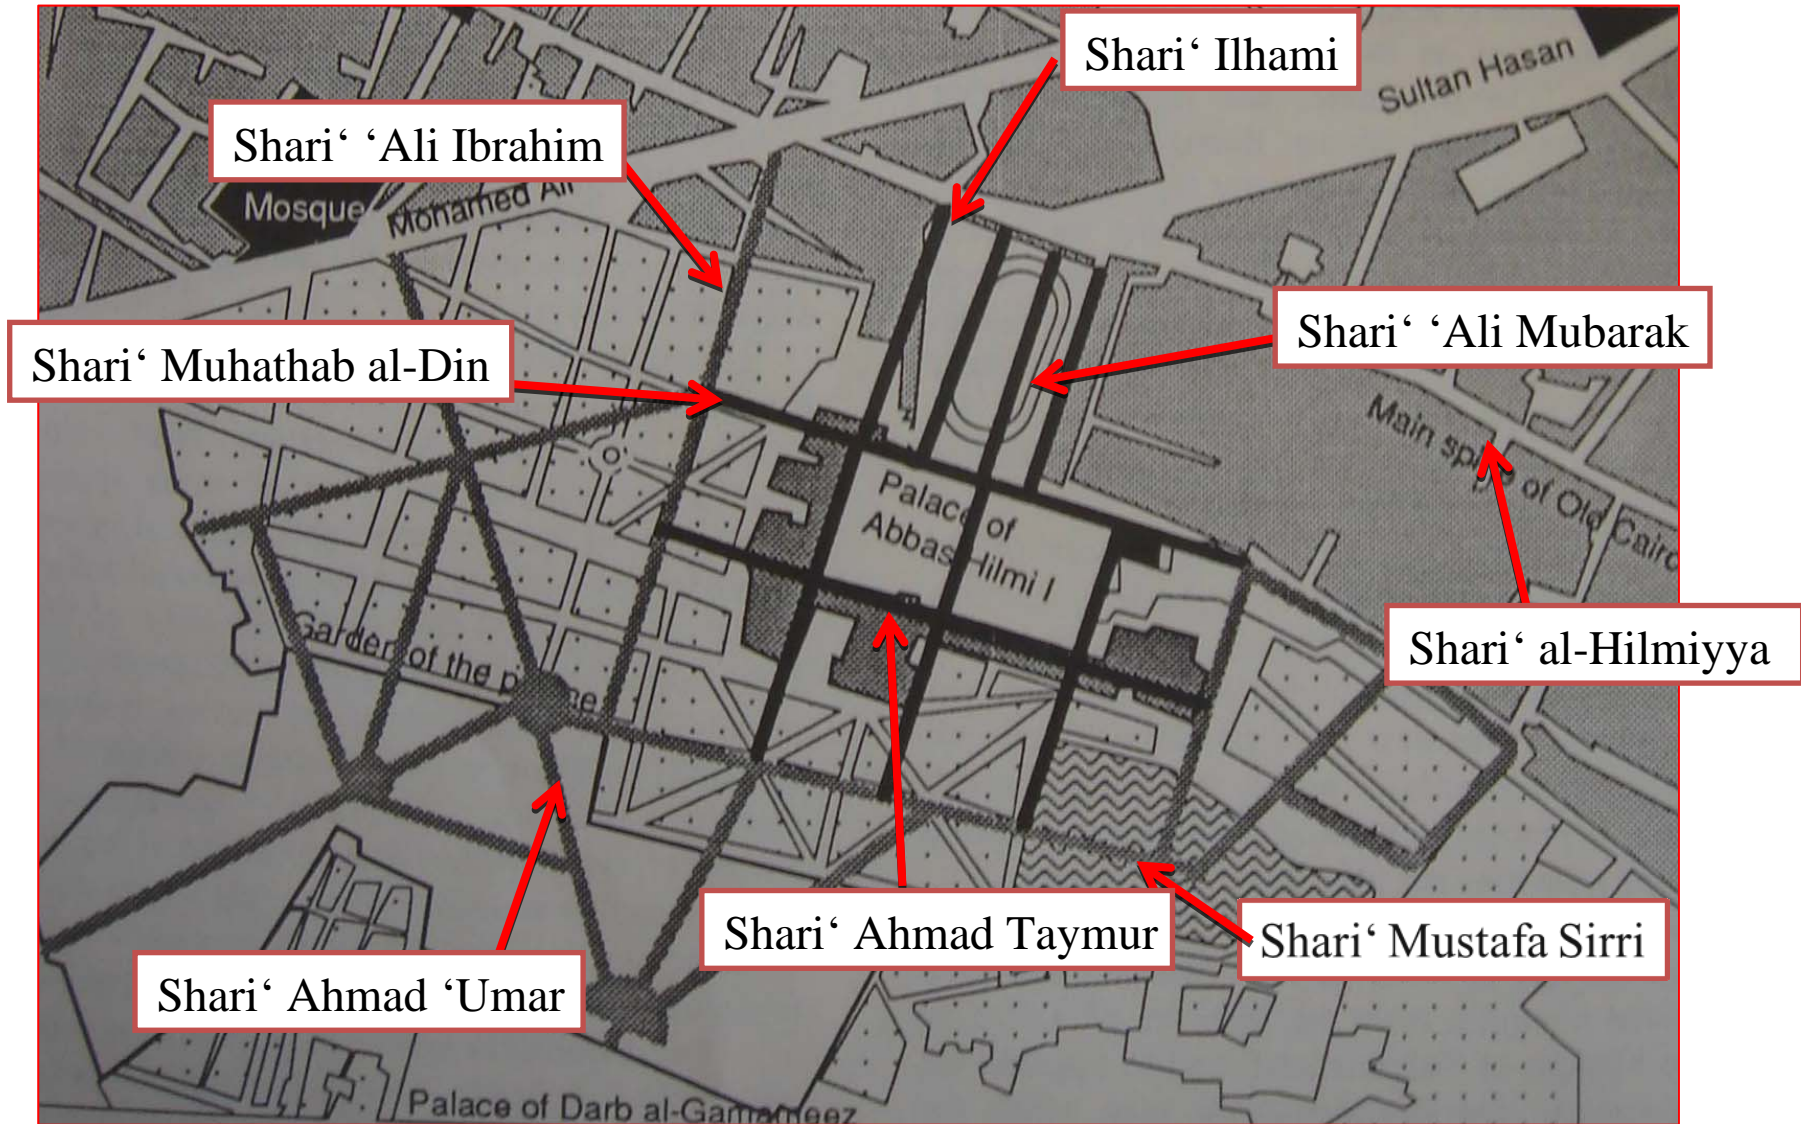 Shari‘ Ilhami
Sultan Hasan
Shari‘ ‘Ali Ibrahim
Mosque
Mohamed Ali
Shari‘ ‘Ali Mubarak
Shari‘ Muhathab al-Din
Main spine of Old Cairo
Palace of
Abbas Hilmi I
Garden of the palace
Shari‘ al-Hilmiyya
Shari‘ Ahmad Taymur
Shari‘ Mustafa Sirri
Shari‘ Ahmad ‘Umar
Palace of Darb al-Gamameez